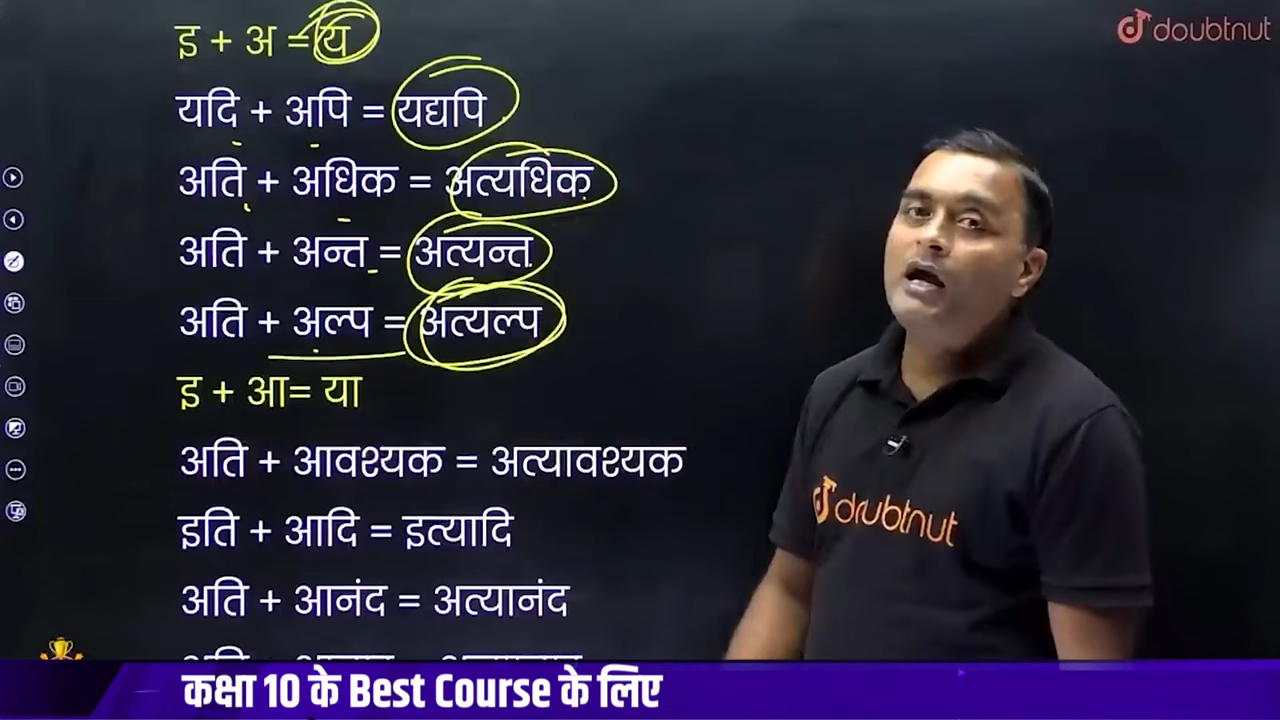 इ + अ = य
doubtnut
यदि + अपि = यद्यपि
अति + अधिक = अत्यधिक
अति + अन्त = अत्यन्त
अति + अल्प = अत्यल्प
इ + आ= या
अति + आवश्यक = अत्यावश्यक
इति + आदि = इत्यादि
अति + आनंद = अत्यानंद
doubtnut
कक्षा 10 के Best Course के लिए